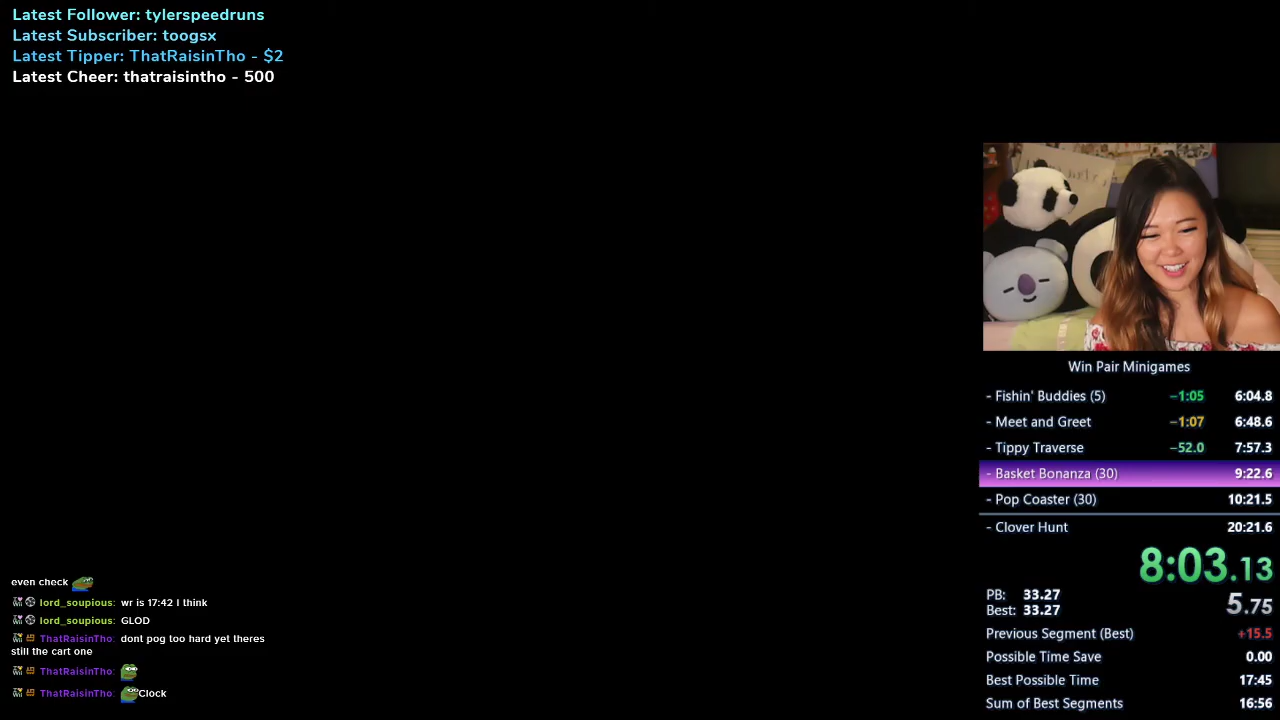 Latest Follower: tylerspeedruns
Latest Subscriber: toogsx
Latest Tipper: ThatRaisinTho - $2
Latest Cheer: thatraisintho - 500
Win Pair Minigames
- Fishin' Buddies (5) −1:05 6:04.8
- Meet and Greet −1:07 6:48.6
- Tippy Traverse −52.0 7:57.3
- Basket Bonanza (30) 9:22.6
- Pop Coaster (30) 10:21.5
- Clover Hunt 20:21.6
8:03.13
PB: 33.27
Best: 33.27
5.75
Previous Segment (Best) +15.5
Possible Time Save 0.00
Best Possible Time 17:45
Sum of Best Segments 16:56
even check
lord_soupious: wr is 17:42 I think
lord_soupious: GLOD
ThatRaisinTho: dont pog too hard yet theres
still the cart one
ThatRaisinTho:
ThatRaisinTho: Clock